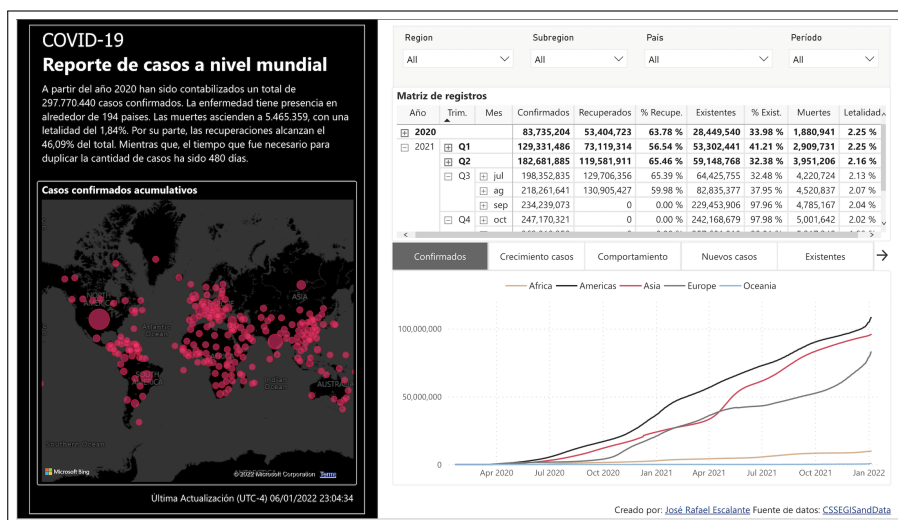 COVID-19
Reporte de casos a nivel mundial
A partir del año 2020 han sido contabilizados un total de
297.770.440 casos confirmados. La enfermedad tiene presencia en
alrededor de 194 paises. Las muertes ascienden a 5.465.359, con una
letalidad del 1,84%. Por su parte, las recuperaciones alcanzan el
46,09% del total. Mientras que, el tiempo que fue necesario para
duplicar la cantidad de casos ha sido 480 días.
Casos confirmados acumulativos
NORTH AMERICA
ASIA
Atlantic Ocean
SOUTH AMERICA
Indian Ocean
Southern Ocean
Microsoft Bing
© 2022 Microsoft Corporation Terms
Última Actualización (UTC-4) 06/01/2022 23:04:34
Region Subregion País Período
All All All All
Matriz de registros
Año Trim. Mes Confirmados Recuperados % Recupe. Existentes % Exist. Muertes Letalidad
2020 83,735,204 53,404,723 63.78 % 28,449,540 33.98 % 1,880,941 2.25 %
2021 Q1 129,331,486 73,119,314 56.54 % 53,302,441 41.21 % 2,909,731 2.25 %
Q2 182,681,885 119,581,911 65.46 % 59,148,768 32.38 % 3,951,206 2.16 %
Q3 jul 198,352,835 129,706,356 65.39 % 64,425,755 32.48 % 4,220,724 2.13 %
ag 218,261,641 130,905,427 59.98 % 82,835,377 37.95 % 4,520,837 2.07 %
sep 234,239,073 0 0.00 % 229,453,906 97.96 % 4,785,167 2.04 %
Q4 oct 247,170,321 0 0.00 % 242,168,679 97.98 % 5,001,642 2.02 %
Confirmados Crecimiento casos Comportamiento Nuevos casos Existentes
Africa Americas Asia Europe Oceania
100,000,000
50,000,000
0
Apr 2020 Jul 2020 Oct 2020 Jan 2021 Apr 2021 Jul 2021 Oct 2021 Jan 2022
Creado por: José Rafael Escalante Fuente de datos: CSSEGISandData